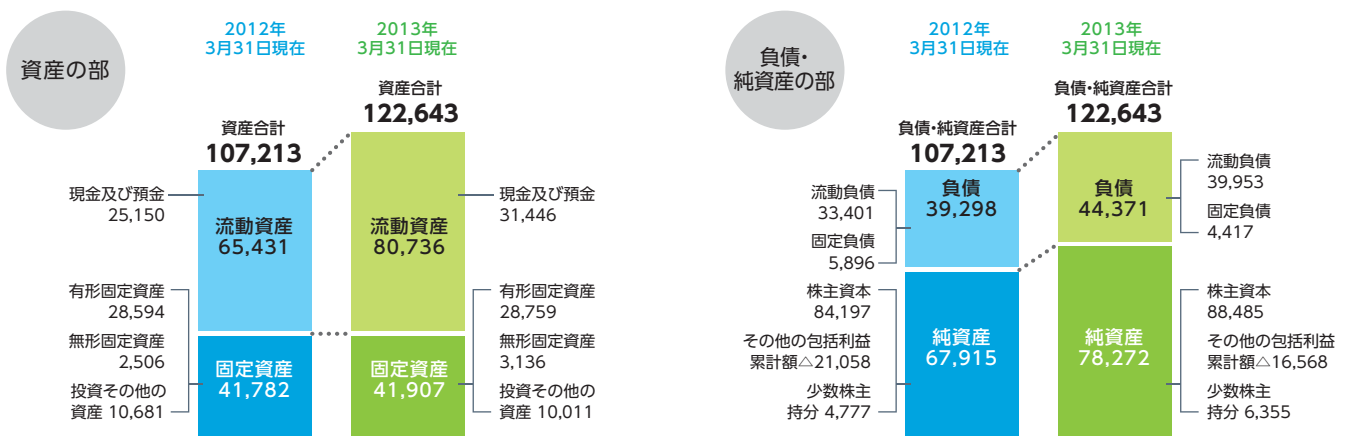 資産の部
2012年
3月31日現在
2013年
3月31日現在
資産合計
107,213
資産合計
122,643
現金及び預金
25,150
流動資産
65,431
流動資産
80,736
現金及び預金
31,446
有形固定資産
28,594
無形固定資産
2,506
投資その他の
資産 10,681
固定資産
41,782
固定資産
41,907
有形固定資産
28,759
無形固定資産
3,136
投資その他の
資産 10,011
負債・
純資産の部
2012年
3月31日現在
2013年
3月31日現在
負債・純資産合計
107,213
負債・純資産合計
122,643
流動負債
33,401
固定負債
5,896
負債
39,298
負債
44,371
流動負債
39,953
固定負債
4,417
株主資本
84,197
その他の包括利益
累計額△21,058
少数株主
持分 4,777
純資産
67,915
純資産
78,272
株主資本
88,485
その他の包括利益
累計額△16,568
少数株主
持分 6,355